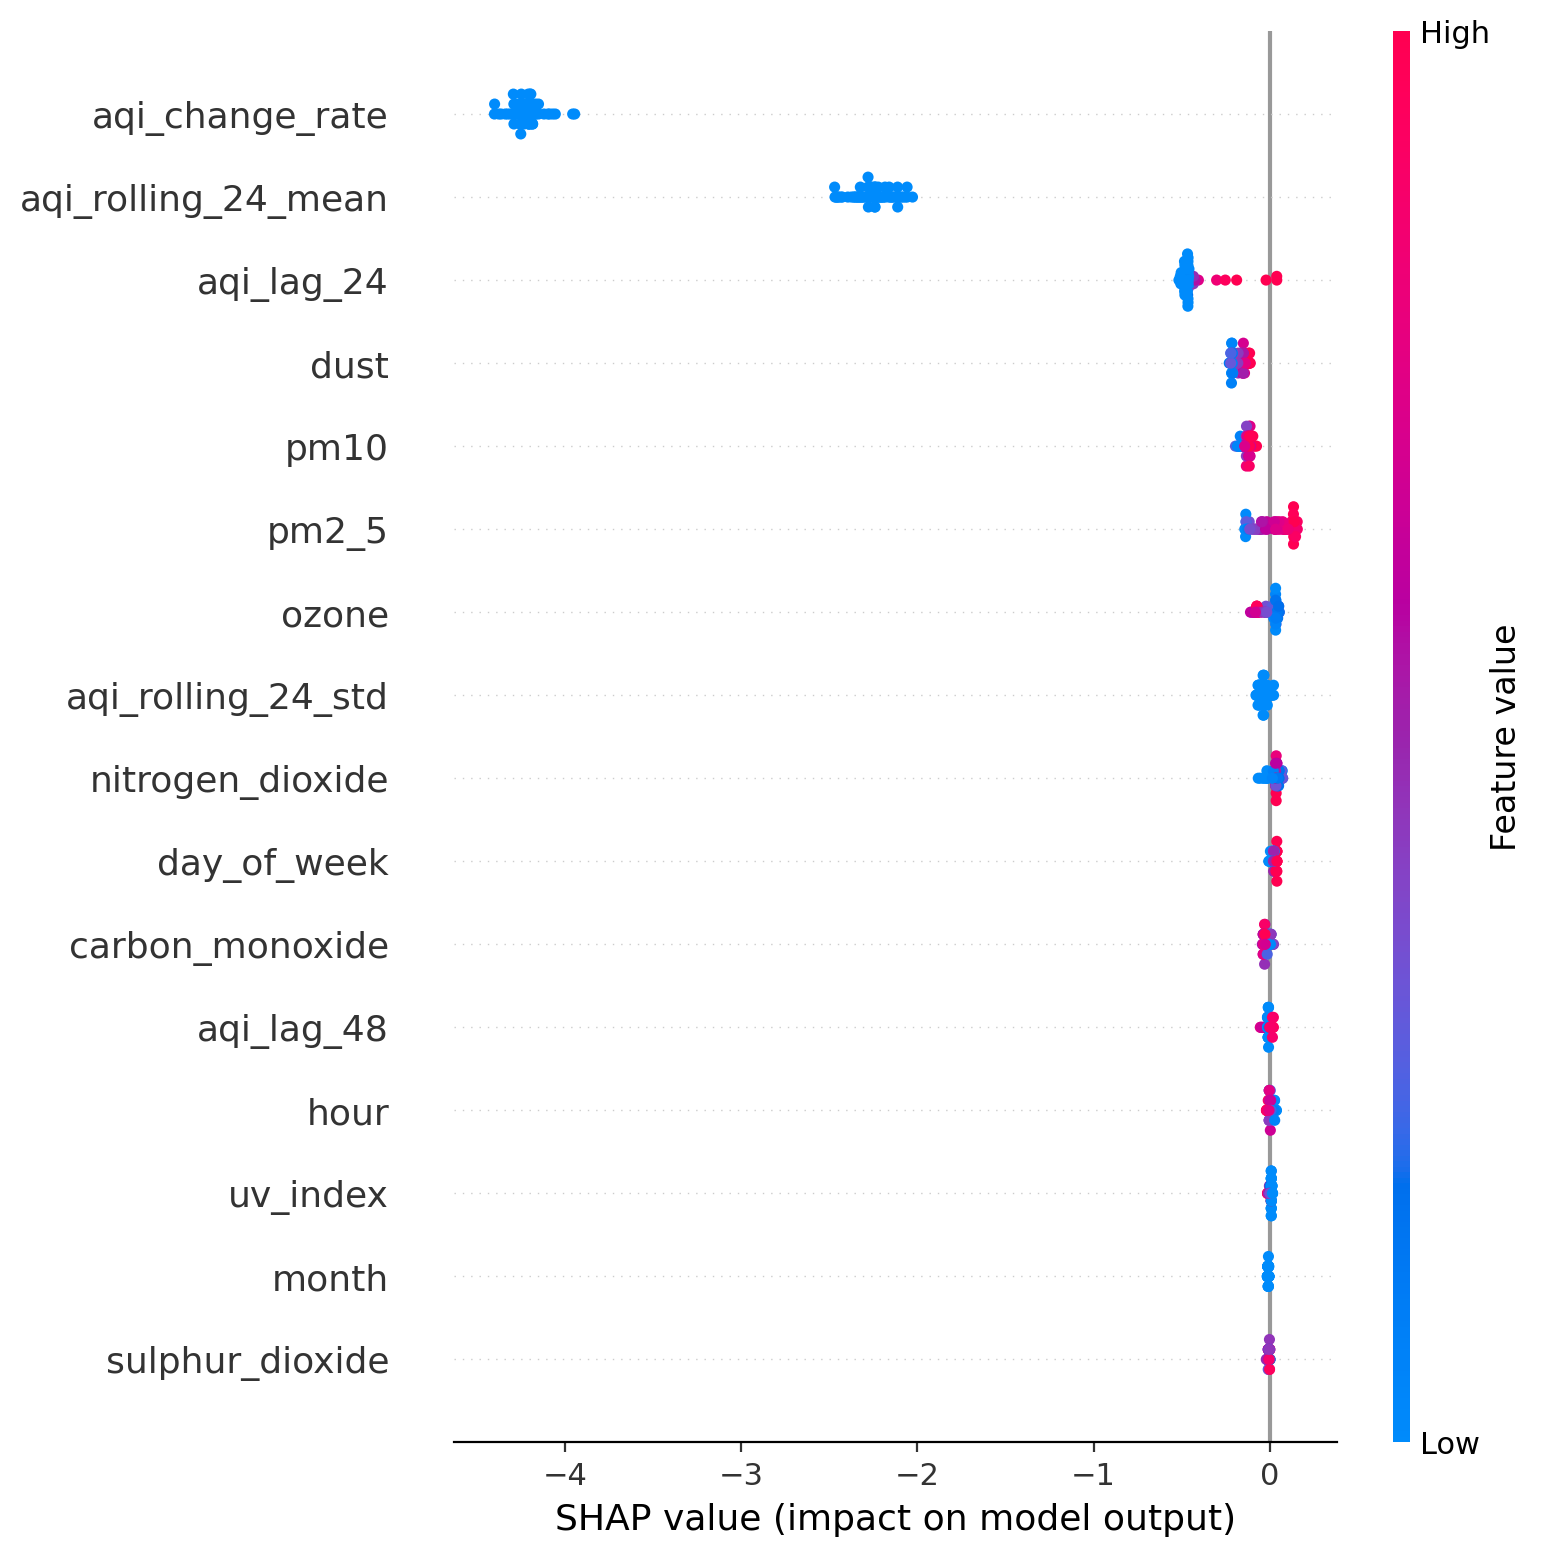 High
aqi_change_rate
aqi_rolling_24_mean
aqi_lag_24
dust
pm10
pm2_5
ozone
aqi_rolling_24_std
nitrogen_dioxide
day_of_week
carbon_monoxide
aqi_lag_48
hour
uv_index
month
sulphur_dioxide
Feature value
Low
−4 −3 −2 −1 0
SHAP value (impact on model output)